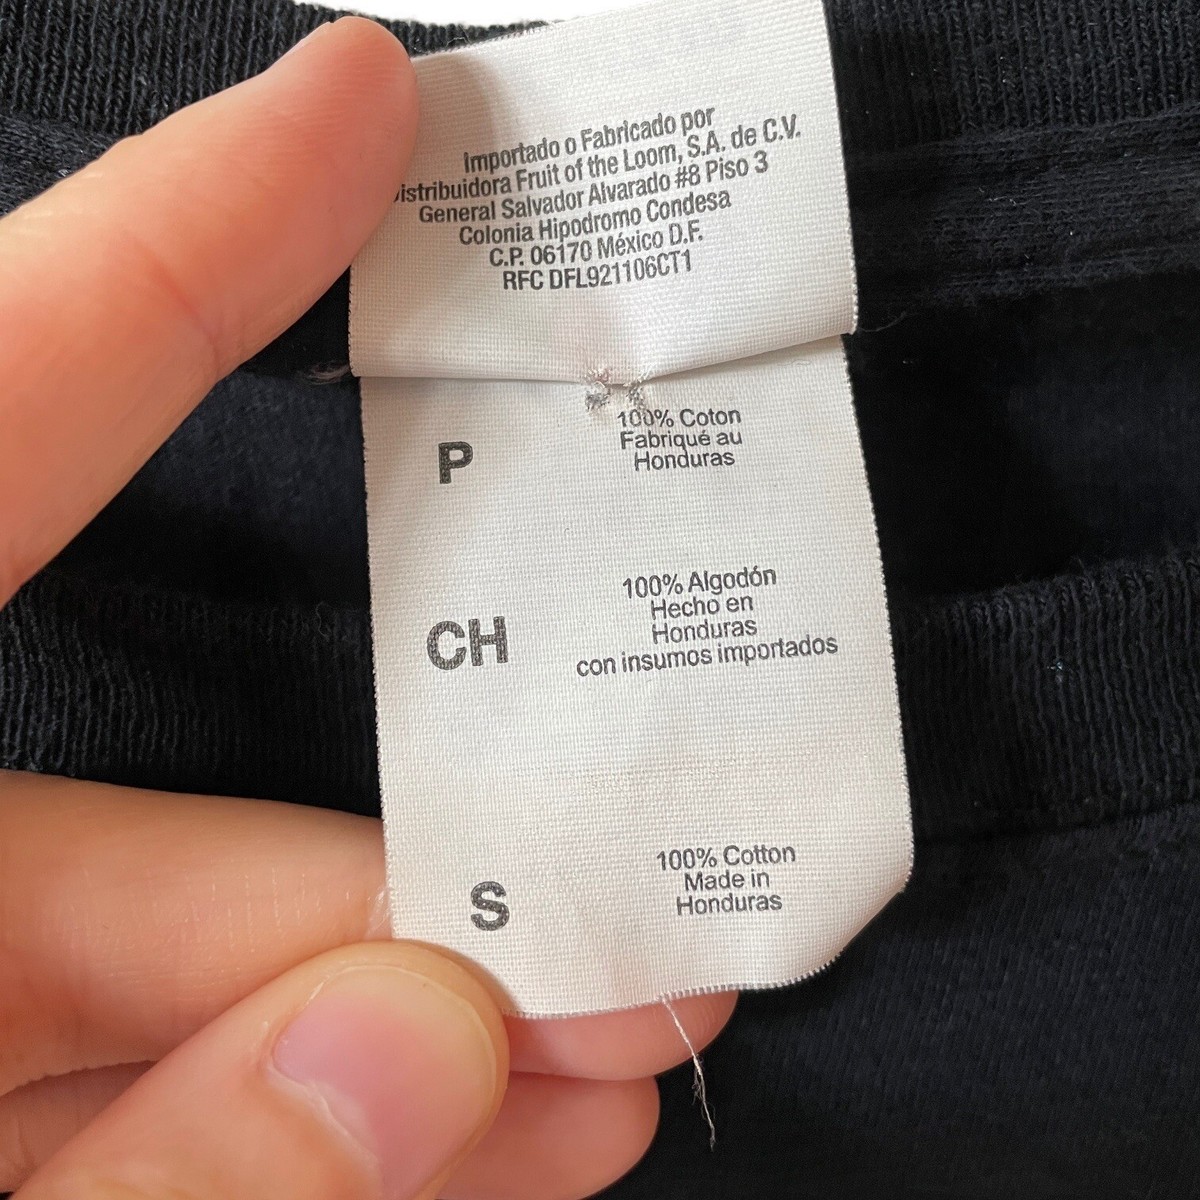 Importado o Fabricado por
istribuidora Fruit of the Loom, S.A. de C.V.
General Salvador Alvarado #8 Piso 3
Colonia Hipodromo Condesa
C.P. 06170 México D.F.
RFC DFL921106CT1
P
100% Coton
Fabriqué au
Honduras
CH
100% Algodón
Hecho en
Honduras
con insumos importados
S
100% Cotton
Made in
Honduras